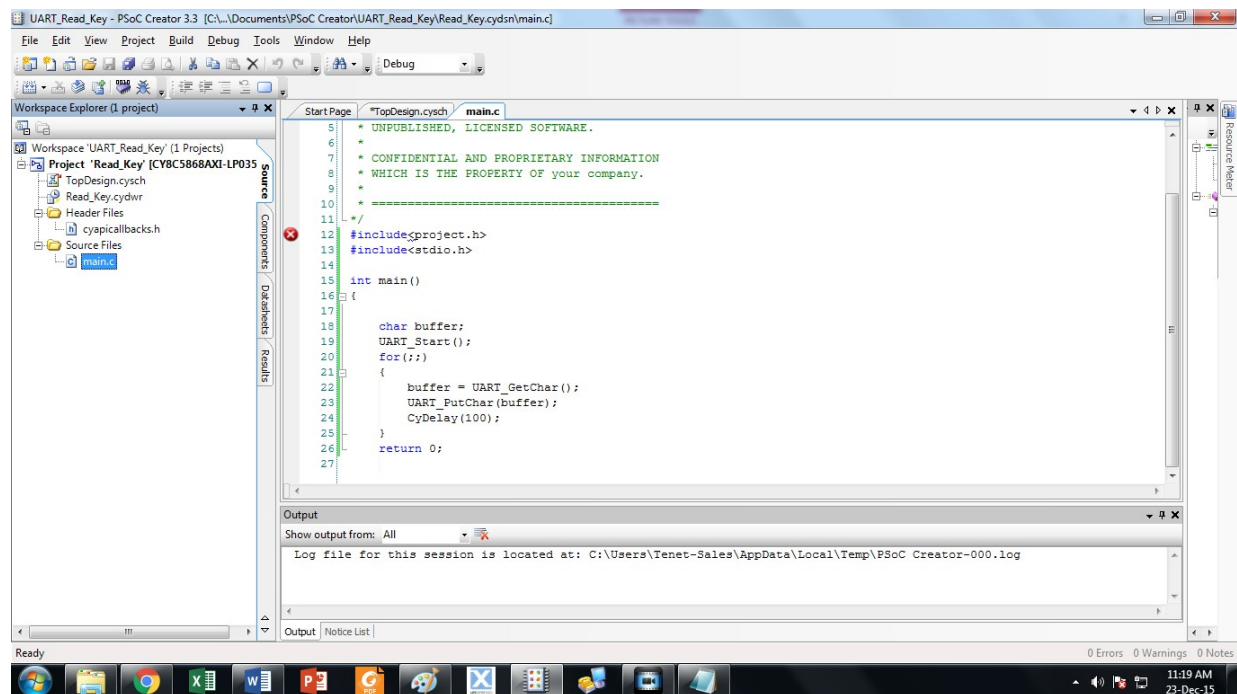 UART_Read_Key - PSoC Creator 3.3 [C:\...\Documents\PSoC Creator\UART_Read_Key\Read_Key.cydsn\main.c]
File Edit View Project Build Debug Tools Window Help
Debug
Workspace Explorer (1 project)
Workspace 'UART_Read_Key' (1 Projects)
Project 'Read_Key' [CY8C5868AXI-LP035
TopDesign.cysch
Read_Key.cydwr
Header Files
cyapicallbacks.h
Source Files
main.c
Source
Components
Datasheets
Results
Start Page *TopDesign.cysch main.c
5 * UNPUBLISHED, LICENSED SOFTWARE.
6 *
7 * CONFIDENTIAL AND PROPRIETARY INFORMATION
8 * WHICH IS THE PROPERTY OF your company.
9 *
10 * ========================================
11 */
12 #include<project.h>
13 #include<stdio.h>
14
15 int main()
16 {
17
18 char buffer;
19 UART_Start();
20 for(;;)
21 {
22 buffer = UART_GetChar();
23 UART_PutChar(buffer);
24 CyDelay(100);
25 }
26 return 0;
27
Resource Meter
Output
Show output from: All
Log file for this session is located at: C:\Users\Tenet-Sales\AppData\Local\Temp\PSoC Creator-000.log
Output Notice List
Ready
0 Errors 0 Warnings 0 Notes
11:19 AM
23-Dec-15